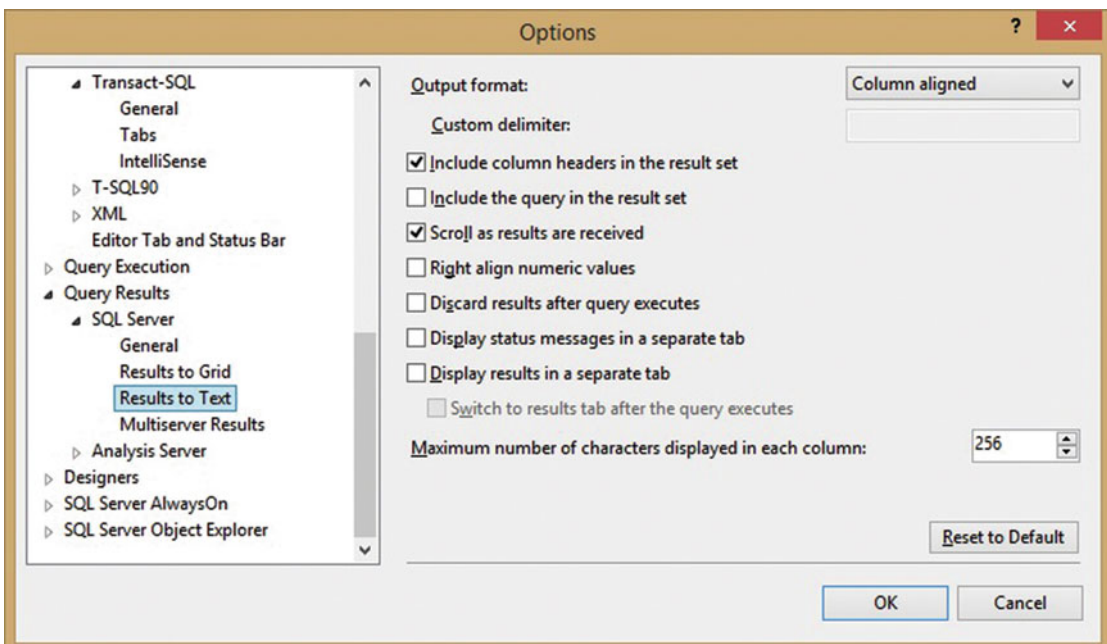 Options
?
×
Transact-SQL
General
Tabs
IntelliSense
T-SQL90
XML
Editor Tab and Status Bar
Query Execution
Query Results
SQL Server
General
Results to Grid
Results to Text
Multiserver Results
Analysis Server
Designers
SQL Server AlwaysOn
SQL Server Object Explorer
Output format:
Column aligned
Custom delimiter:
Include column headers in the result set
Include the query in the result set
Scroll as results are received
Right align numeric values
Discard results after query executes
Display status messages in a separate tab
Display results in a separate tab
Switch to results tab after the query executes
Maximum number of characters displayed in each column:
256
Reset to Default
OK
Cancel